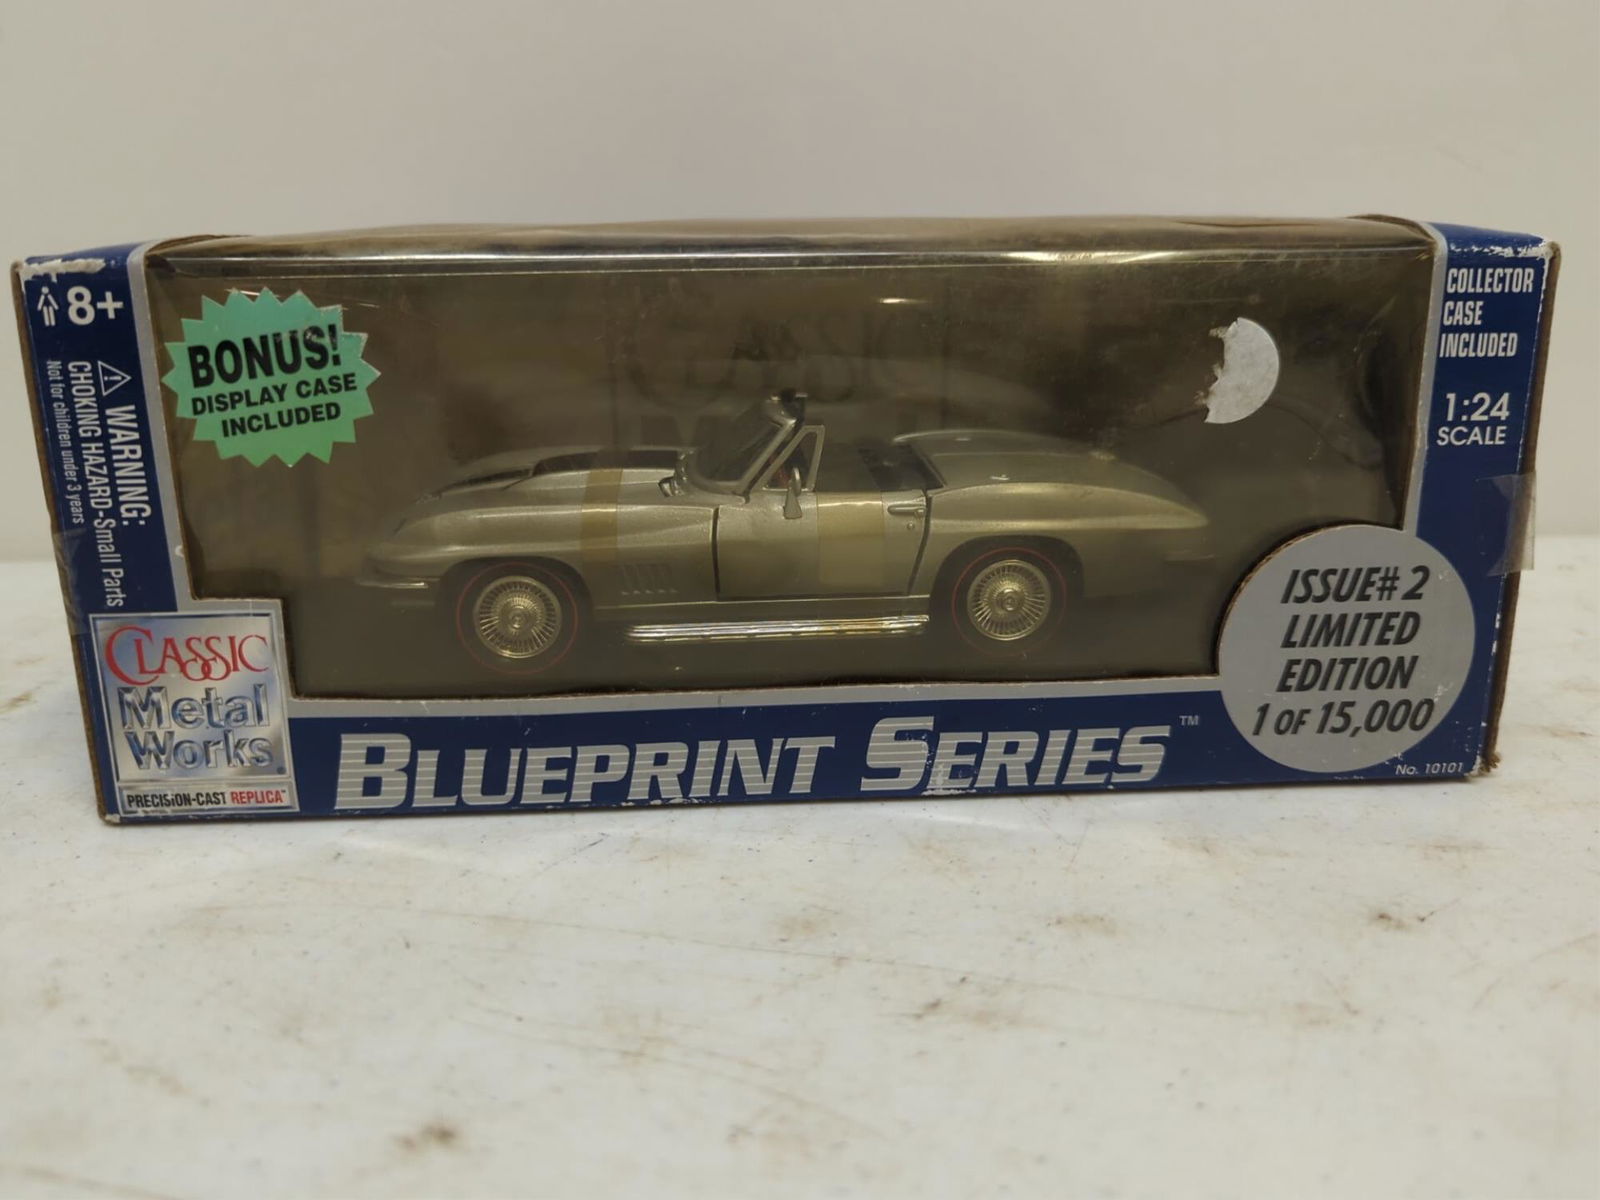 8+
WARNING:
CHOKING HAZARD-Small Parts
Not for children under 3 years
BONUS!
DISPLAY CASE
INCLUDED
COLLECTOR
CASE
INCLUDED
1:24
SCALE
CLASSIC
Metal
Works®
PRECISION-CAST REPLICA™
BLUEPRINT SERIES™
ISSUE# 2
LIMITED
EDITION
1 OF 15,000
No. 10101